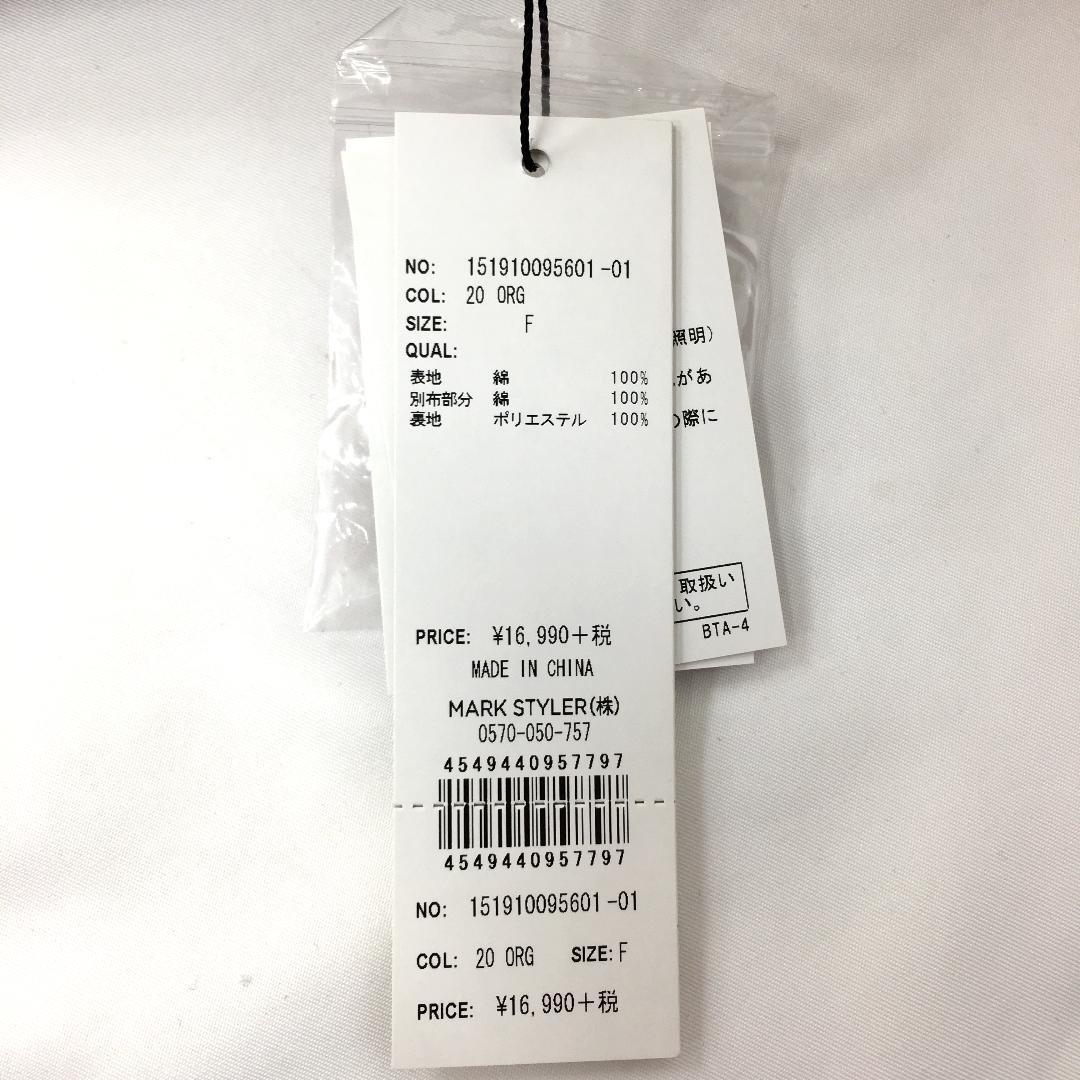 NO: 151910095601-01
COL: 20 ORG
SIZE: F
QUAL:
表地 綿 100%
別布部分 綿 100%
裏地 ポリエステル 100%
PRICE: ¥16,990+税
MADE IN CHINA
MARK STYLER(株)
0570-050-757
4549440957797
4549440957797
NO: 151910095601-01
COL: 20 ORG SIZE: F
PRICE: ¥16,990+税
照明)
があ
の際に
取扱い
い。
BTA-4